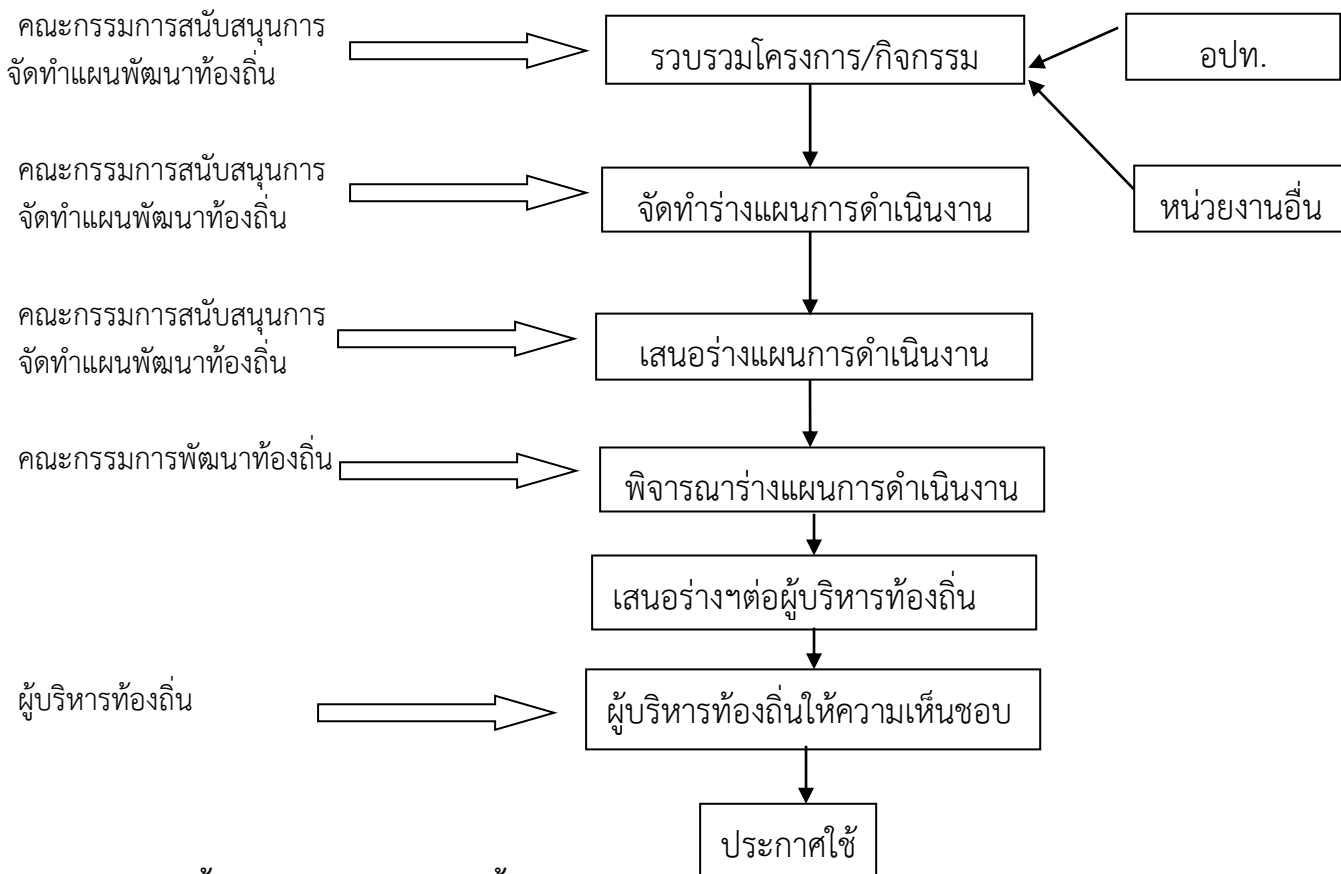 คณะกรรมการสนับสนุนการ
จัดทำแผนพัฒนาท้องถิ่น
รวบรวมโครงการ/กิจกรรม
อปท.
คณะกรรมการสนับสนุนการ
จัดทำแผนพัฒนาท้องถิ่น
จัดทำร่างแผนการดำเนินงาน
หน่วยงานอื่น
คณะกรรมการสนับสนุนการ
จัดทำแผนพัฒนาท้องถิ่น
เสนอร่างแผนการดำเนินงาน
คณะกรรมการพัฒนาท้องถิ่น
พิจารณาร่างแผนการดำเนินงาน
เสนอร่างฯต่อผู้บริหารท้องถิ่น
ผู้บริหารท้องถิ่น
ผู้บริหารท้องถิ่นให้ความเห็นชอบ
ประกาศใช้